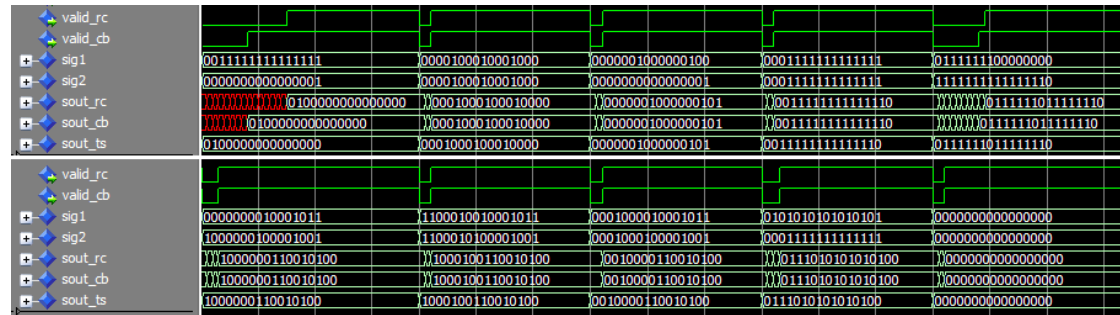 valid_rc
valid_cb
sig1 0011111111111111 0000100010001000 0000001000000100 0001111111111111 0111111100000000
sig2 0000000000000001 0000100010001000 0000000000000001 0001111111111111 1111111111111110
sout_rc 0100000000000000 0001000100010000 0000001000000101 0011111111111110 0111111011111110
sout_cb 0100000000000000 0001000100010000 0000001000000101 0011111111111110 0111111011111110
sout_ts 0100000000000000 0001000100010000 0000001000000101 0011111111111110 0111111011111110
valid_rc
valid_cb
sig1 0000000010001011 1100010010001011 0001000010001011 0101010101010101 0000000000000000
sig2 1000000100001001 1100010100001001 0001000100001001 0001111111111111 0000000000000000
sout_rc 1000000110010100 1000100110010100 0010000110010100 0111010101010100 0000000000000000
sout_cb 1000000110010100 1000100110010100 0010000110010100 0111010101010100 0000000000000000
sout_ts 1000000110010100 1000100110010100 0010000110010100 0111010101010100 0000000000000000